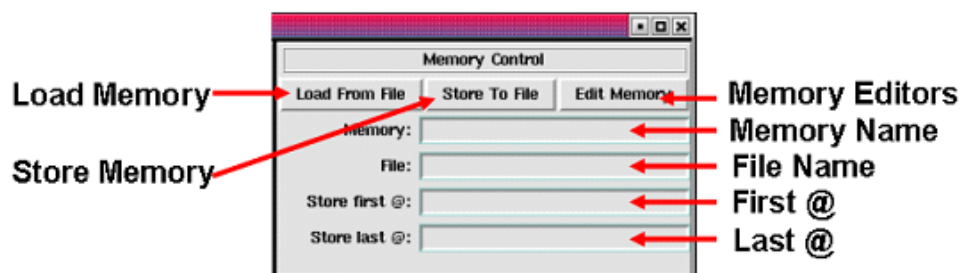 Memory Control
Load Memory
Load From File
Store To File
Edit Memory
Memory Editors
Memory:
Memory Name
Store Memory
File:
File Name
Store first @:
First @
Store last @:
Last @